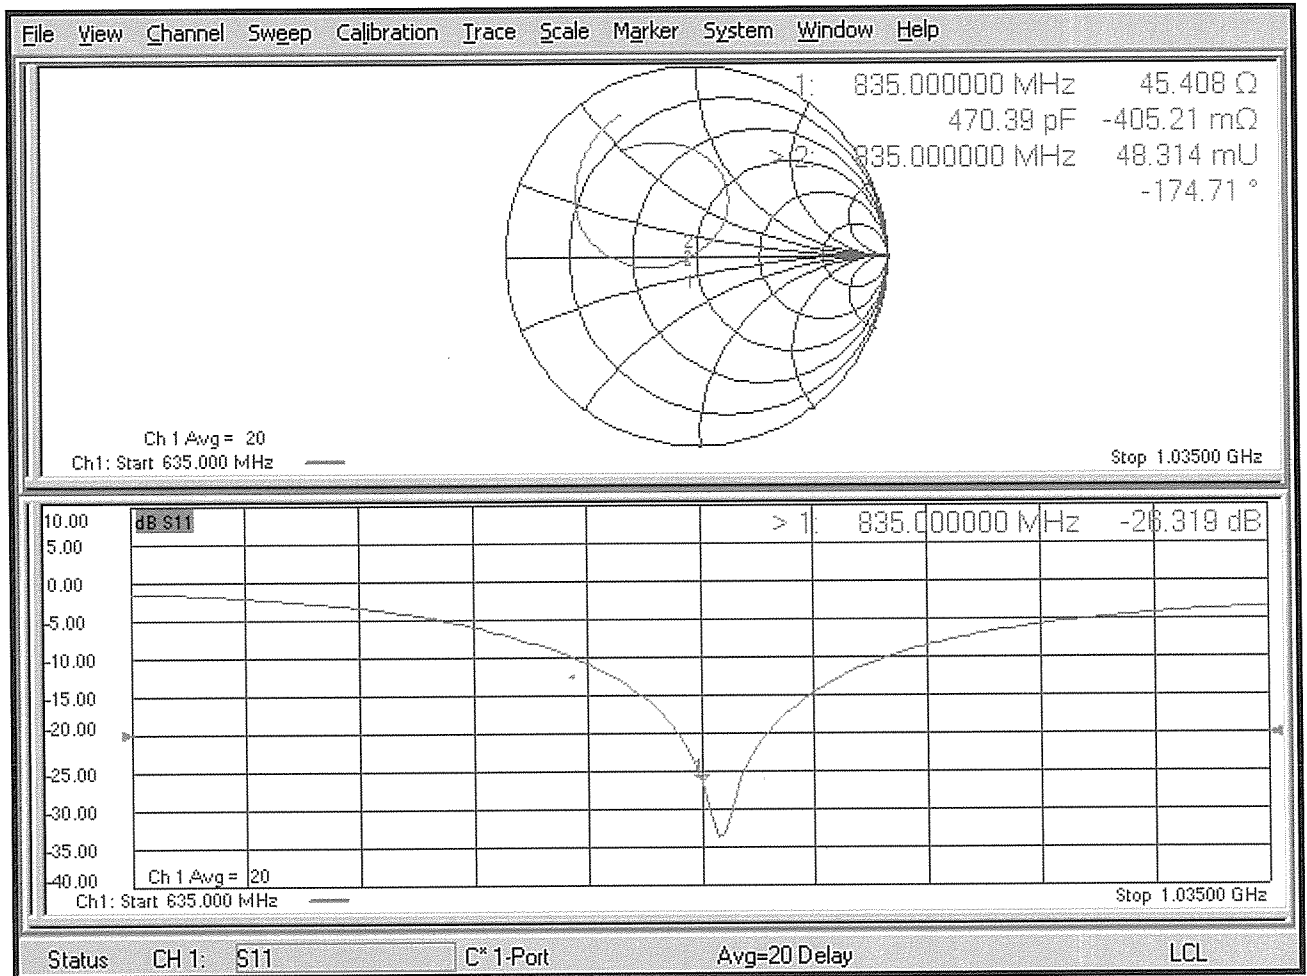 File View Channel Sweep Calibration Trace Scale Marker System Window Help
1: 835.000000 MHz 45.408 Ω
470.39 pF -405.21 mΩ
> 2: 835.000000 MHz 48.314 mU
-174.71 °
2
2
1
Ch 1 Avg = 20
Ch1: Start 635.000 MHz
Stop 1.03500 GHz
10.00
dB S11
> 1: 835.000000 MHz -26.319 dB
5.00
0.00
-5.00
-10.00
-15.00
-20.00
-25.00
1
-30.00
-35.00
-40.00
Ch 1 Avg = 20
Ch1: Start 635.000 MHz
Stop 1.03500 GHz
Status CH 1: S11 C* 1-Port Avg=20 Delay LCL